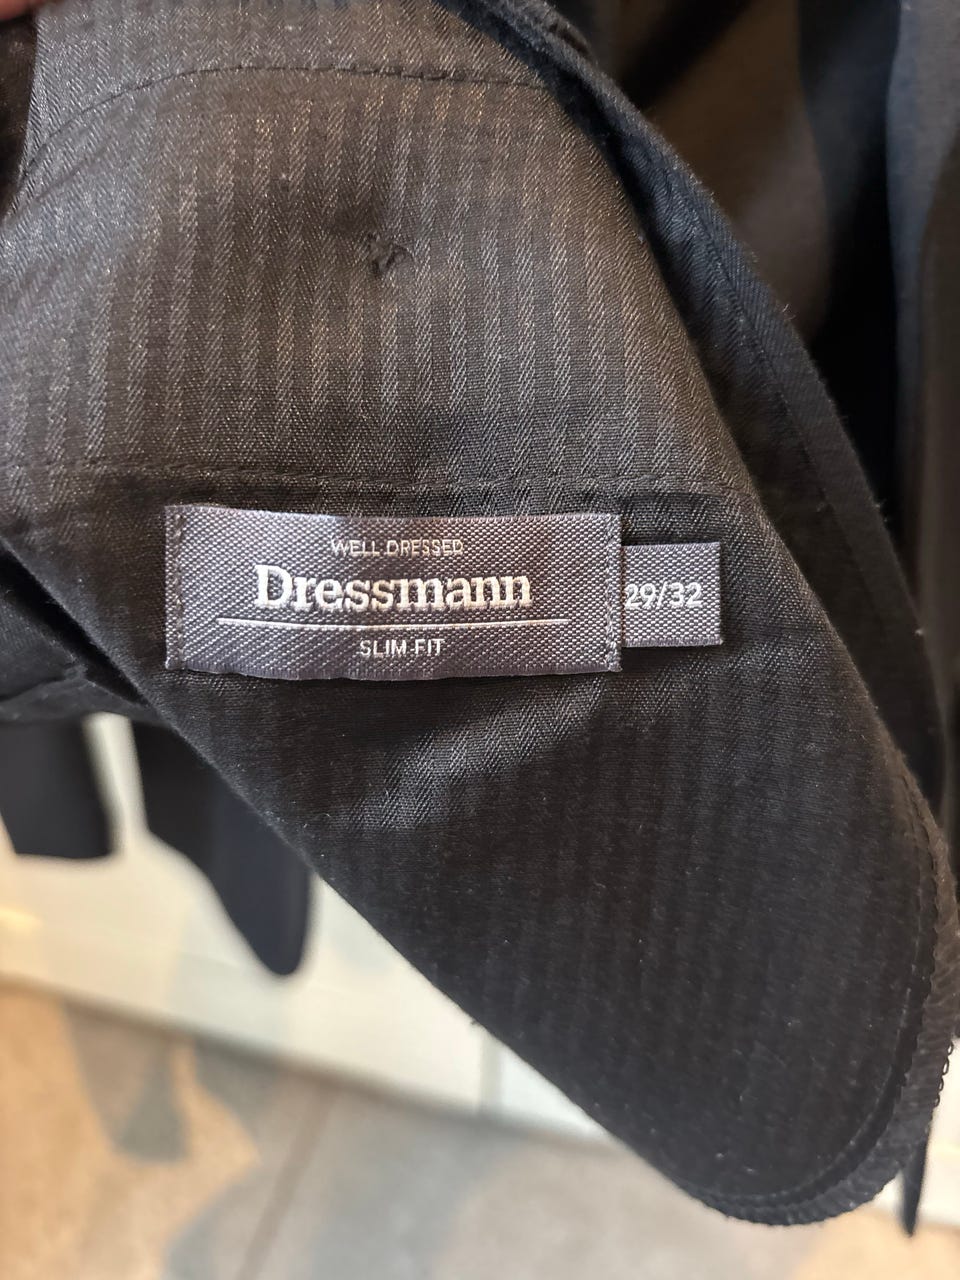 WELL DRESSED
Dressmann
SLIM FIT
29/32